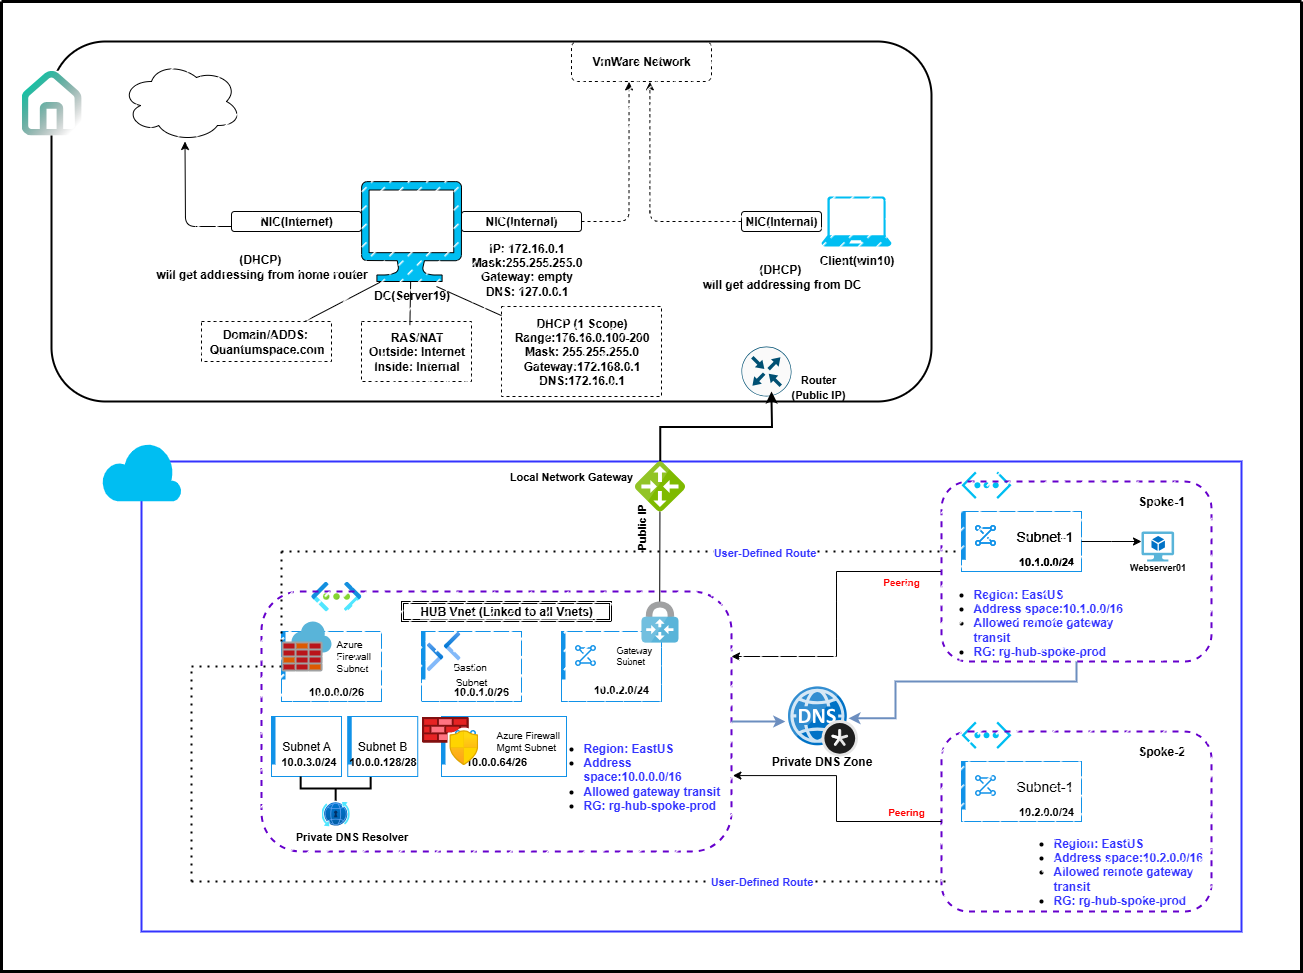 VmWare Network
NIC(Internet)
NIC(Internal)
NIC(Internal)
(DHCP)
will get addressing from home router
IP: 172.16.0.1
Mask:255.255.255.0
Gateway: empty
DNS: 127.0.0.1
Client(win10)
(DHCP)
will get addressing from DC
DC(Server19)
Domain/ADDS:
Quantumspace.com
RAS/NAT
Outside: Internet
Inside: Internal
DHCP (1 Scope)
Range:176.16.0.100-200
Mask: 255.255.255.0
Gateway:172.168.0.1
DNS:172.16.0.1
Router
(Public IP)
Local Network Gateway
Public IP
Spoke-1
Subnet-1
10.1.0.0/24
Webserver01
User-Defined Route
Peering
Region: EastUS
Address space:10.1.0.0/16
Allowed remote gateway
transit
RG: rg-hub-spoke-prod
HUB Vnet (Linked to all Vnets)
Azure
Firewall
Subnet
10.0.0.0/26
Bastion
Subnet
10.0.1.0/26
Gateway
Subnet
10.0.2.0/24
Subnet A
10.0.3.0/24
Subnet B
10.0.0.128/28
Azure Firewall
Mgmt Subnet
10.0.0.64/26
Region: EastUS
Address
space:10.0.0.0/16
Allowed gateway transit
RG: rg-hub-spoke-prod
Private DNS Resolver
DNS
Private DNS Zone
Spoke-2
Subnet-1
10.2.0.0/24
Peering
Region: EastUS
Address space:10.2.0.0/16
Allowed remote gateway
transit
RG: rg-hub-spoke-prod
User-Defined Route